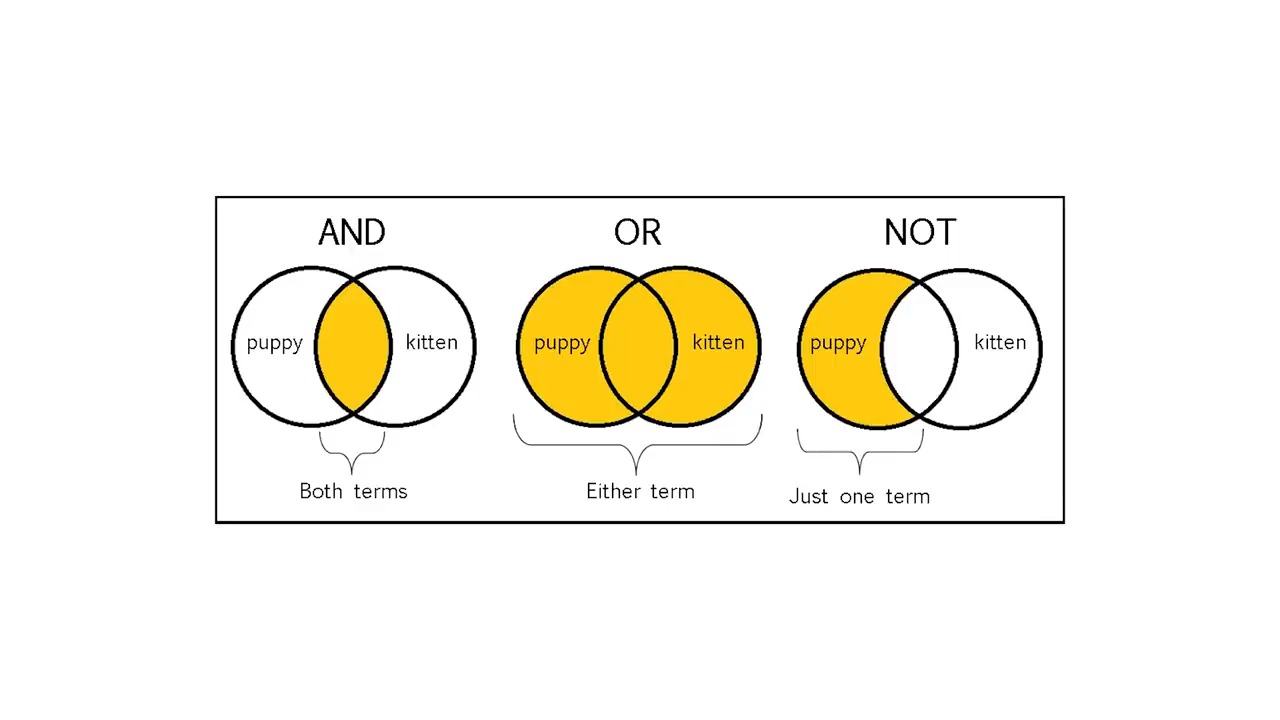 AND
puppy
kitten
Both terms
OR
puppy
kitten
Either term
NOT
puppy
kitten
Just one term